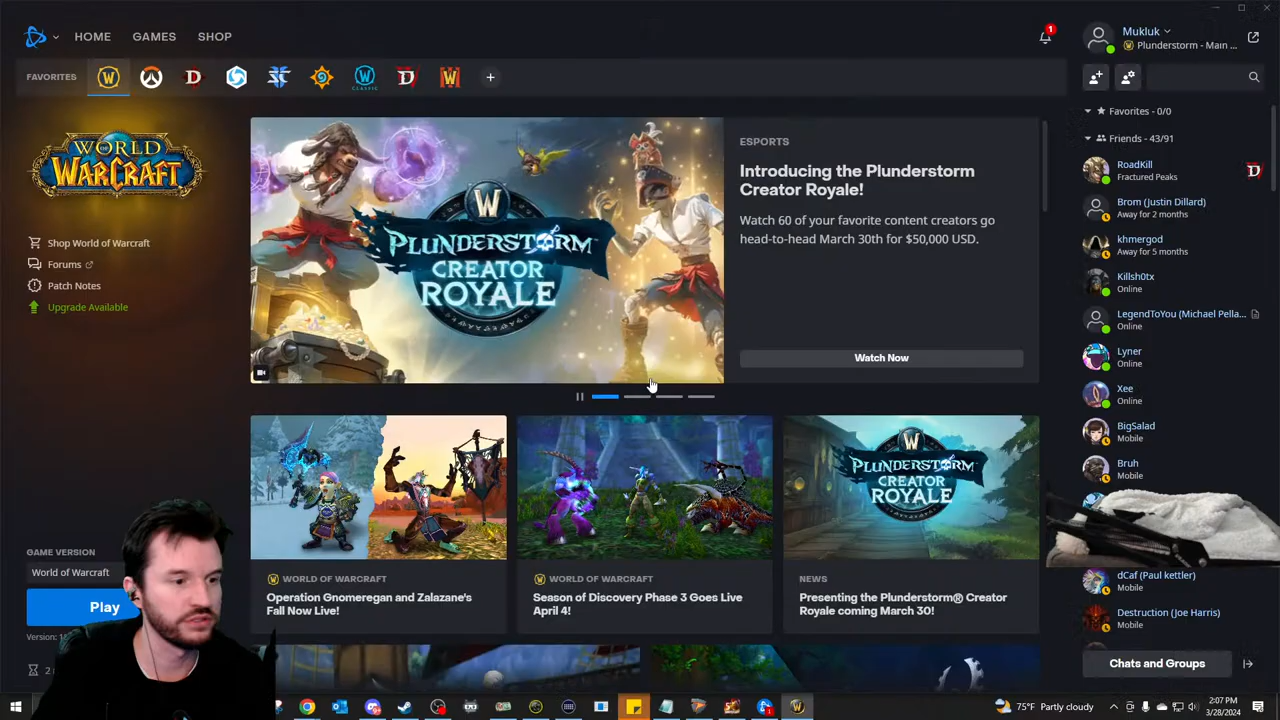 HOME
GAMES
SHOP
1
Mukluk
Plunderstorm - Main ...
FAVORITES
CLASSIC
WORLD
OF
WARCRAFT
Shop World of Warcraft
Forums
Patch Notes
Upgrade Available
PLUNDERSTORM
CREATOR
ROYALE
ESPORTS
Introducing the Plunderstorm
Creator Royale!
Watch 60 of your favorite content creators go
head-to-head March 30th for $50,000 USD.
Watch Now
Favorites - 0/0
Friends - 43/91
RoadKill
Fractured Peaks
Brom (Justin Dillard)
Away for 2 months
khmergod
Away for 5 months
Killsh0tx
Online
LegendToYou (Michael Pella...
Online
Lyner
Online
Xee
Online
BigSalad
Mobile
Bruh
Mobile
dCaf (Paul kettler)
Mobile
Destruction (Joe Harris)
Mobile
Chats and Groups
WORLD OF WARCRAFT
Operation Gnomeregan and Zalazane's
Fall Now Live!
WORLD OF WARCRAFT
Season of Discovery Phase 3 Goes Live
April 4!
PLUNDERSTORM
CREATOR
ROYALE
NEWS
Presenting the Plunderstorm® Creator
Royale coming March 30!
GAME VERSION
World of Warcraft
Play
75°F Partly cloudy
2:07 PM
3/28/2024